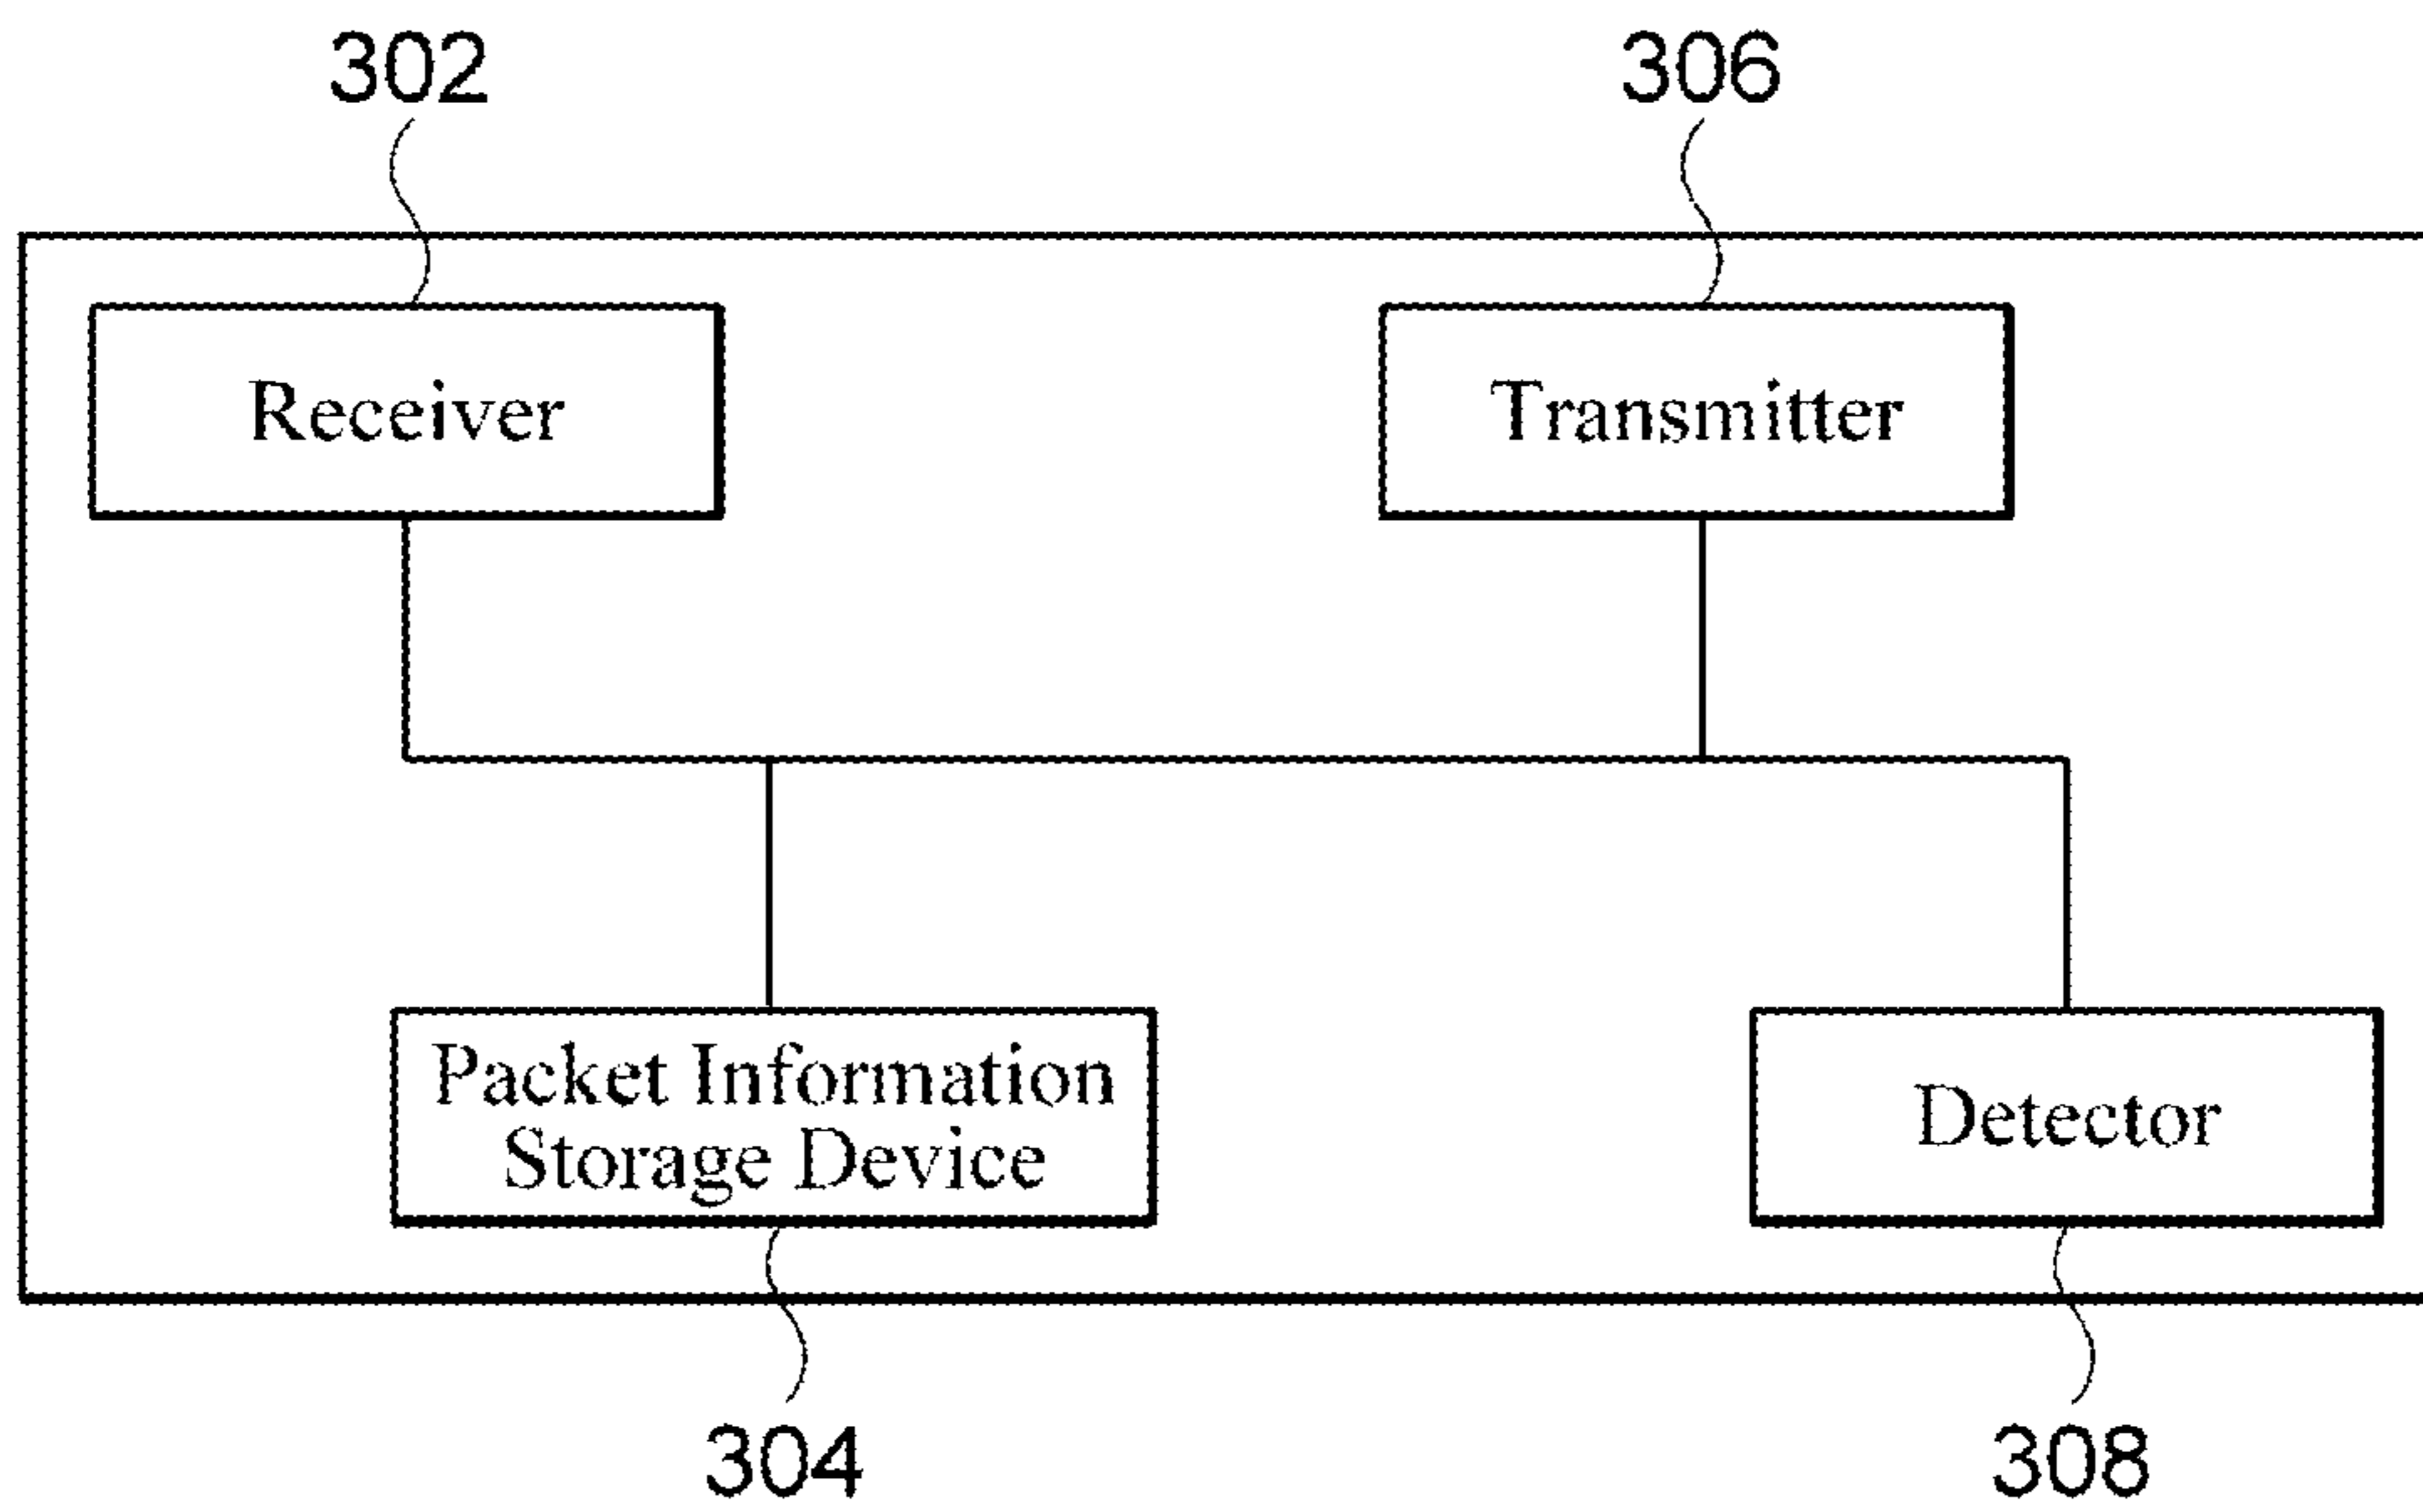 302
306
Receiver
Transmitter
Packet Information
Storage Device
Detector
304
308